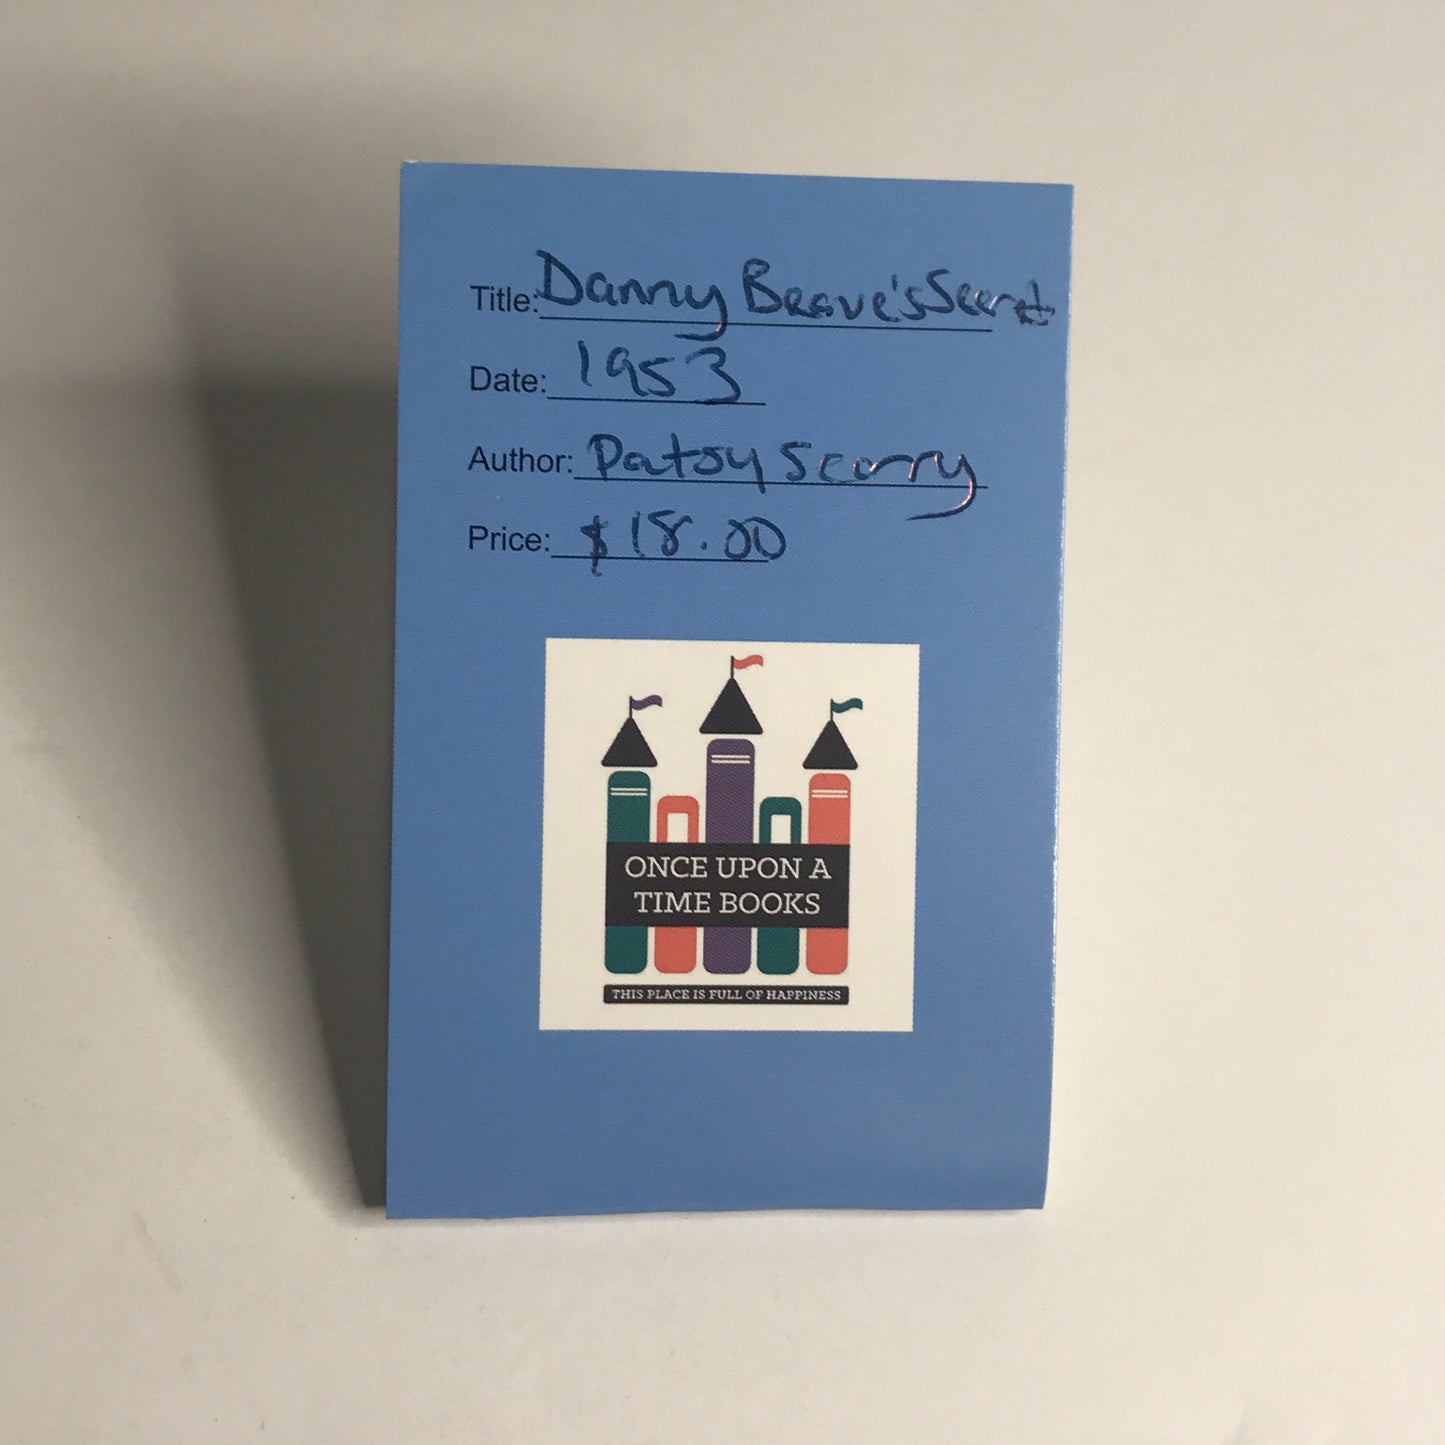 Title: Danny Beave's Secret
Date: 1953
Author: Patsy Scarry
Price: $18.00
ONCE UPON A
TIME BOOKS
THIS PLACE IS FULL OF HAPPINESS